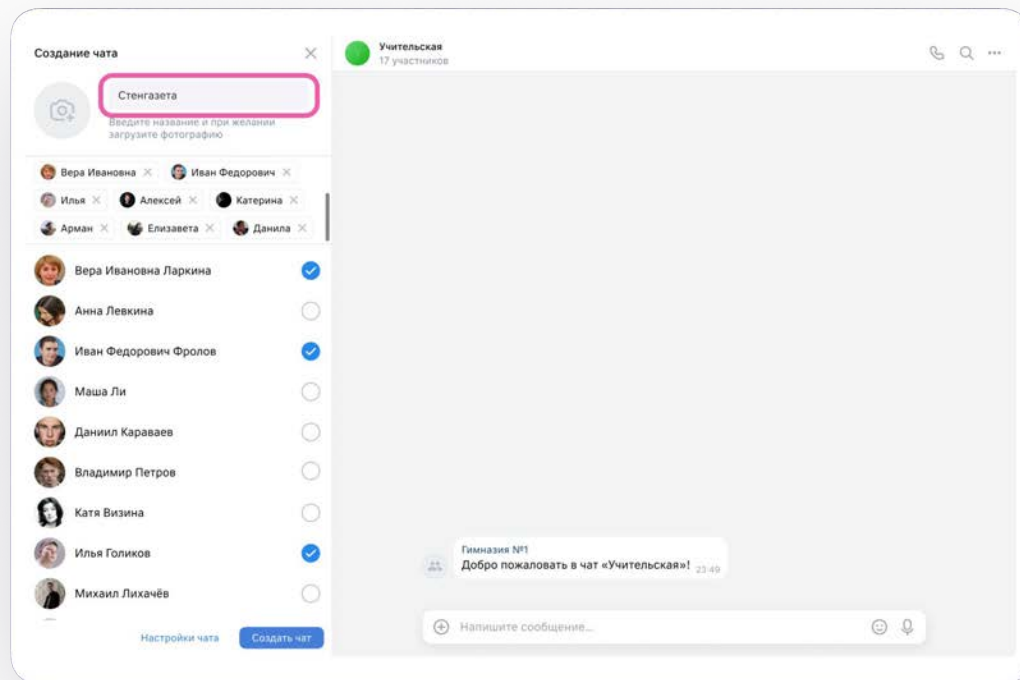 Создание чата
Стенгазета
Введите название и при желании
загрузите фотографию
Вера Ивановна
Иван Федорович
Илья
Алексей
Катерина
Арман
Елизавета
Данила
Вера Ивановна Ларкина
Анна Левкина
Иван Федорович Фролов
Маша Ли
Даниил Караваев
Владимир Петров
Катя Визина
Илья Голиков
Михаил Лихачёв
Настройки чата
Создать чат
Учительская
17 участников
Гимназия №1
Добро пожаловать в чат «Учительская»! 23:49
Напишите сообщение...